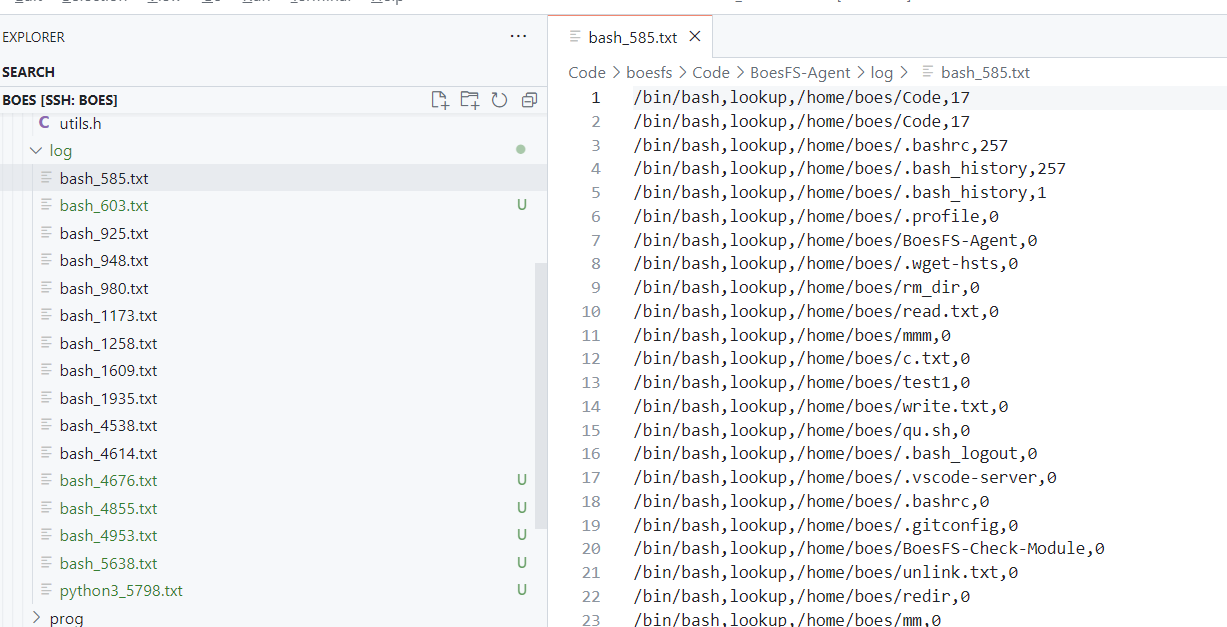 EXPLORER
SEARCH
BOES [SSH: BOES]
C utils.h
log
bash_585.txt
bash_603.txt U
bash_925.txt
bash_948.txt
bash_980.txt
bash_1173.txt
bash_1258.txt
bash_1609.txt
bash_1935.txt
bash_4538.txt
bash_4614.txt
bash_4676.txt U
bash_4855.txt U
bash_4953.txt U
bash_5638.txt U
python3_5798.txt U
prog
bash_585.txt
Code > boesfs > Code > BoesFS-Agent > log > bash_585.txt
1 /bin/bash,lookup,/home/boes/Code,17
2 /bin/bash,lookup,/home/boes/Code,17
3 /bin/bash,lookup,/home/boes/.bashrc,257
4 /bin/bash,lookup,/home/boes/.bash_history,257
5 /bin/bash,lookup,/home/boes/.bash_history,1
6 /bin/bash,lookup,/home/boes/.profile,0
7 /bin/bash,lookup,/home/boes/BoesFS-Agent,0
8 /bin/bash,lookup,/home/boes/.wget-hsts,0
9 /bin/bash,lookup,/home/boes/rm_dir,0
10 /bin/bash,lookup,/home/boes/read.txt,0
11 /bin/bash,lookup,/home/boes/mmm,0
12 /bin/bash,lookup,/home/boes/c.txt,0
13 /bin/bash,lookup,/home/boes/test1,0
14 /bin/bash,lookup,/home/boes/write.txt,0
15 /bin/bash,lookup,/home/boes/qu.sh,0
16 /bin/bash,lookup,/home/boes/.bash_logout,0
17 /bin/bash,lookup,/home/boes/.vscode-server,0
18 /bin/bash,lookup,/home/boes/.bashrc,0
19 /bin/bash,lookup,/home/boes/.gitconfig,0
20 /bin/bash,lookup,/home/boes/BoesFS-Check-Module,0
21 /bin/bash,lookup,/home/boes/unlink.txt,0
22 /bin/bash,lookup,/home/boes/redir,0
23 /bin/bash,lookup,/home/boes/mm,0